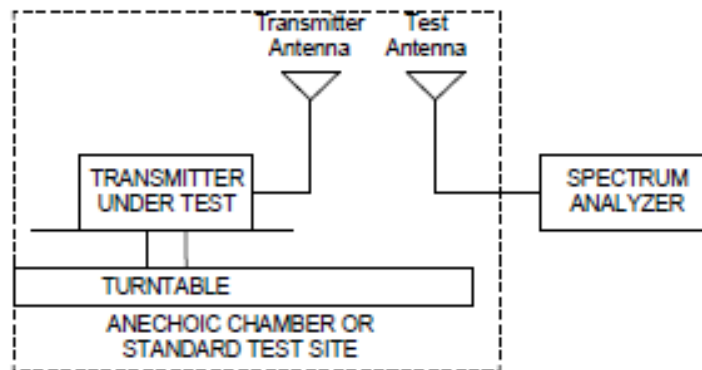 Transmitter
Antenna
Test
Antenna
TRANSMITTER
UNDER TEST
SPECTRUM
ANALYZER
TURNTABLE
ANECHOIC CHAMBER OR
STANDARD TEST SITE